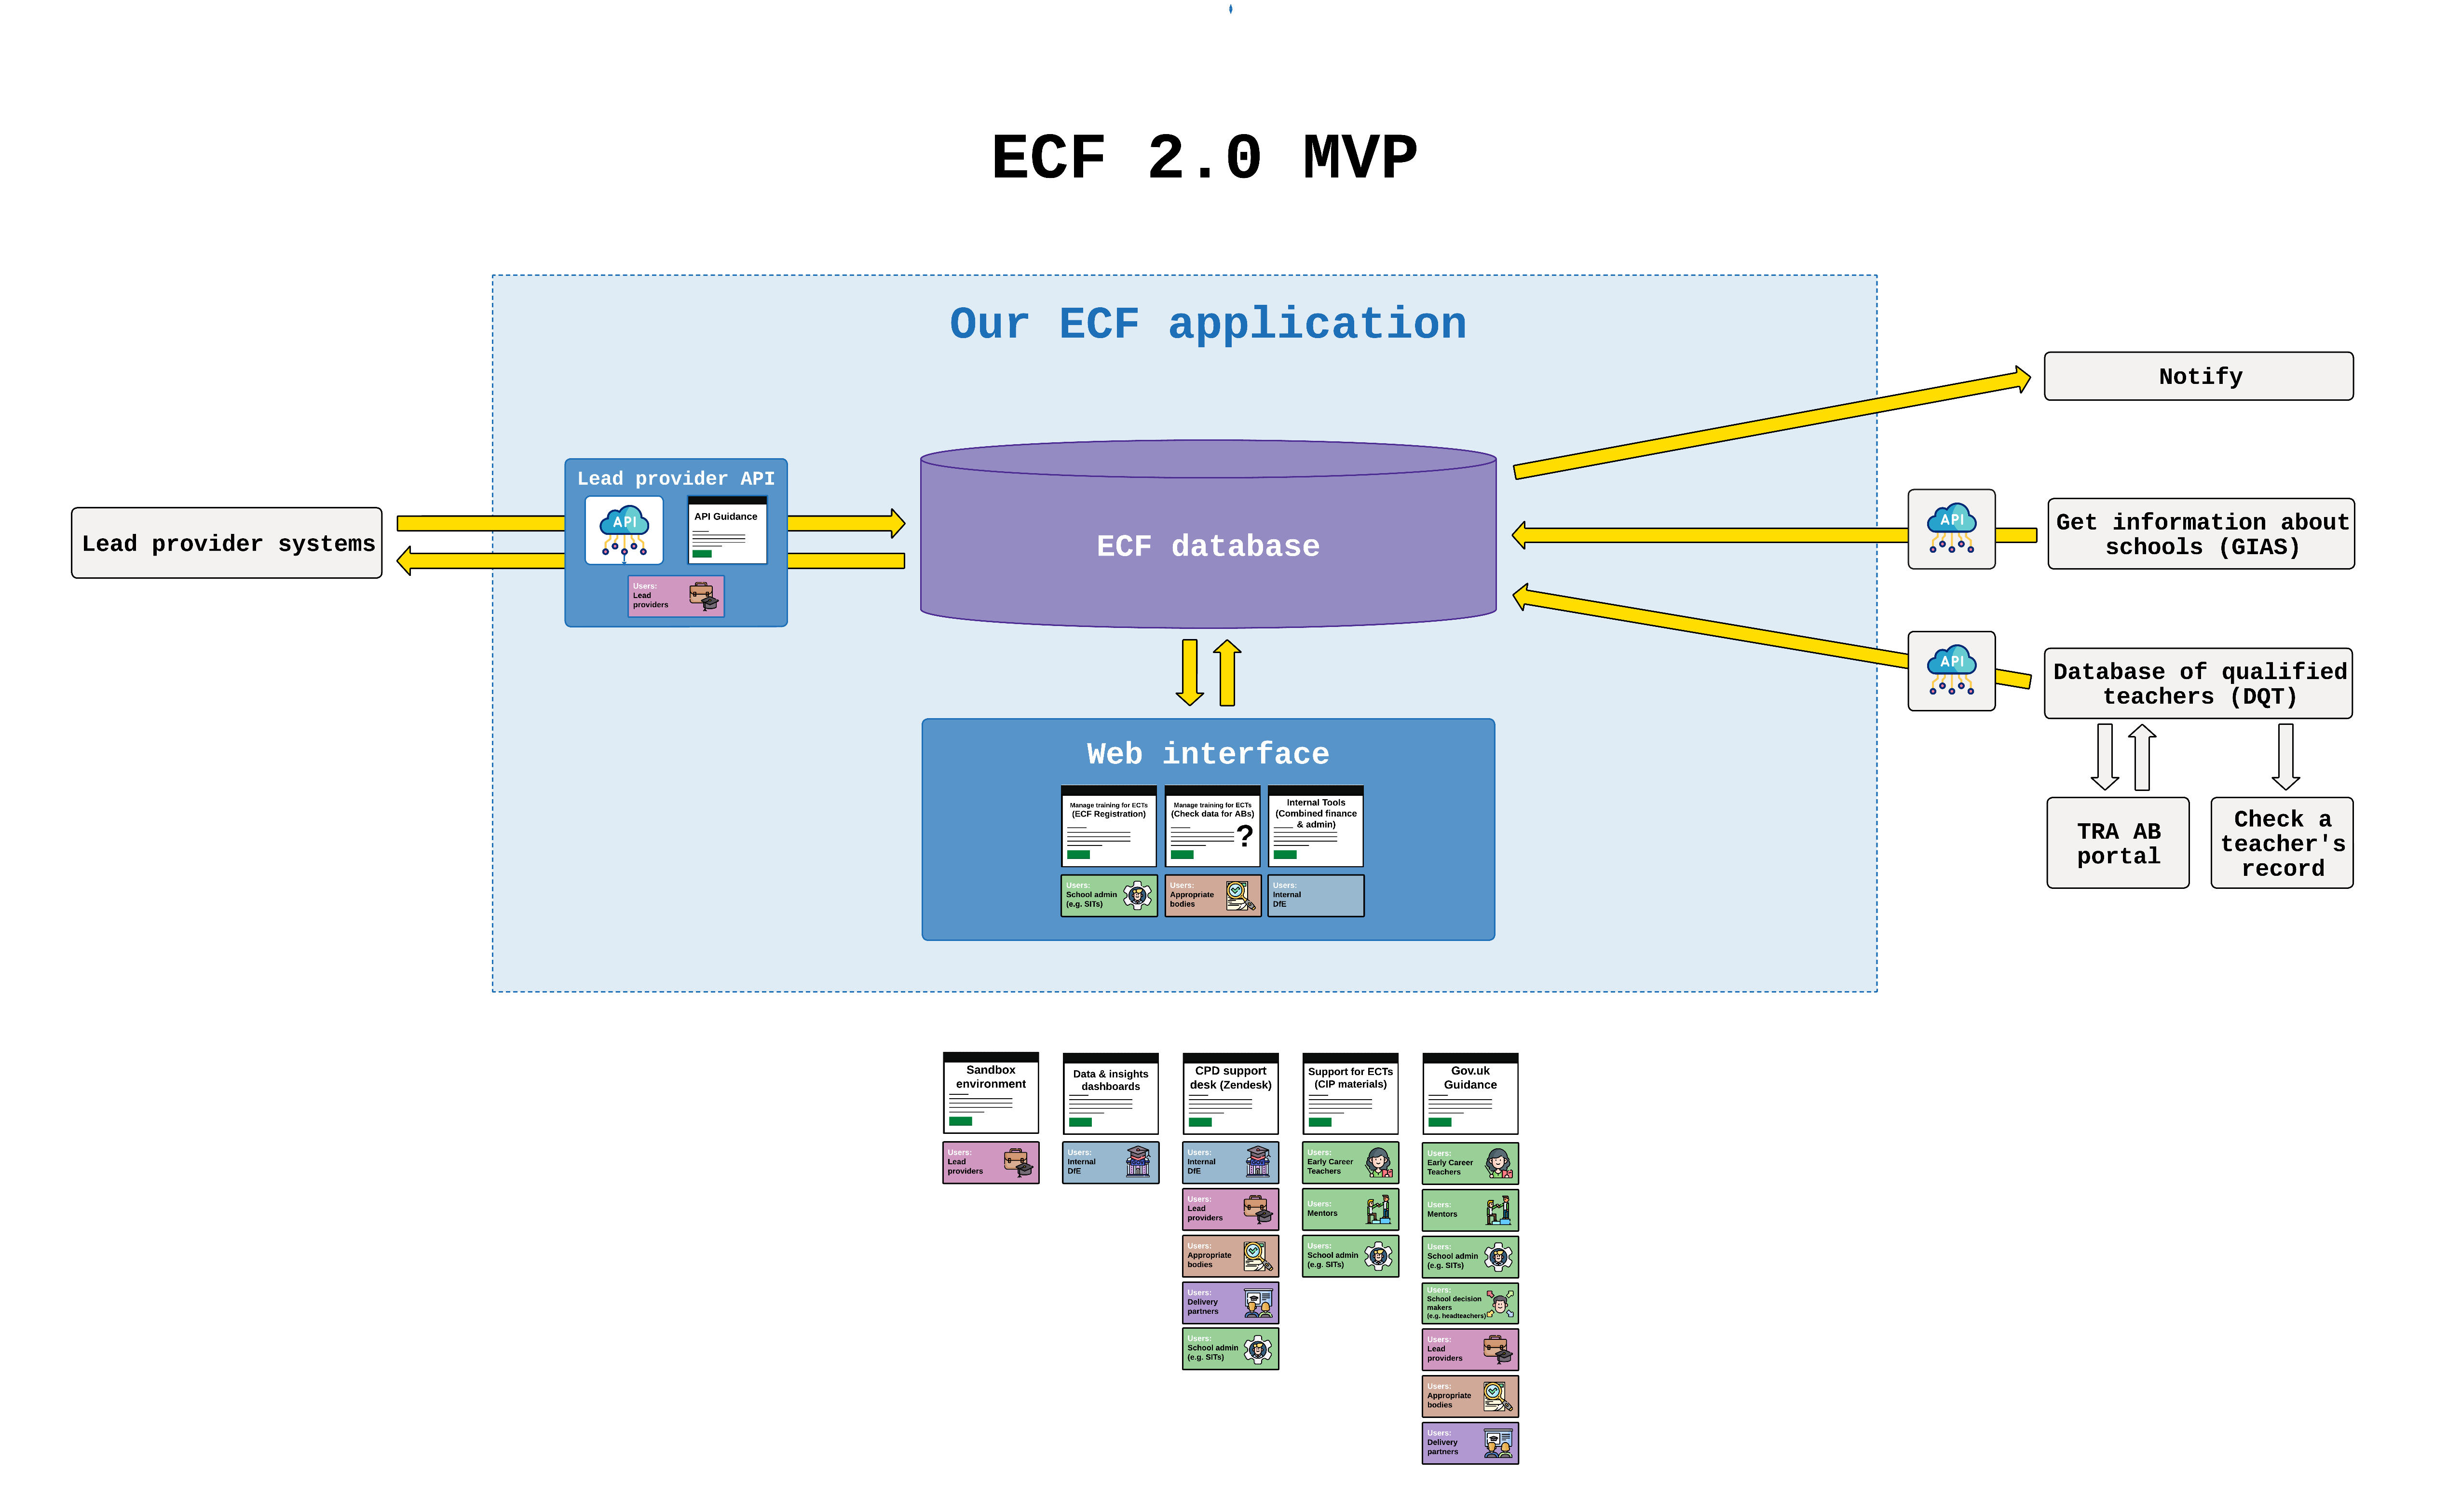 ECF 2.0 MVP
Our ECF application
Lead provider systems
Lead provider API
API
API Guidance
Users:
Lead
providers
ECF database
Notify
API
Get information about
schools (GIAS)
API
Database of qualified
teachers (DQT)
TRA AB
portal
Check a
teacher's
record
Web interface
Manage training for ECTs
(ECF Registration)
Users:
School admin
(e.g. SITs)
Manage training for ECTs
(Check data for ABs)
?
Users:
Appropriate
bodies
Internal Tools
(Combined finance
& admin)
Users:
Internal
DfE
Sandbox
environment
Users:
Lead
providers
Data & insights
dashboards
Users:
Internal
DfE
CPD support
desk (Zendesk)
Users:
Internal
DfE
Users:
Lead
providers
Users:
Appropriate
bodies
Users:
Delivery
partners
Users:
School admin
(e.g. SITs)
Support for ECTs
(CIP materials)
Users:
Early Career
Teachers
Users:
Mentors
Users:
School admin
(e.g. SITs)
Gov.uk
Guidance
Users:
Early Career
Teachers
Users:
Mentors
Users:
School admin
(e.g. SITs)
Users:
School decision
makers
(e.g. headteachers)
Users:
Lead
providers
Users:
Appropriate
bodies
Users:
Delivery
partners